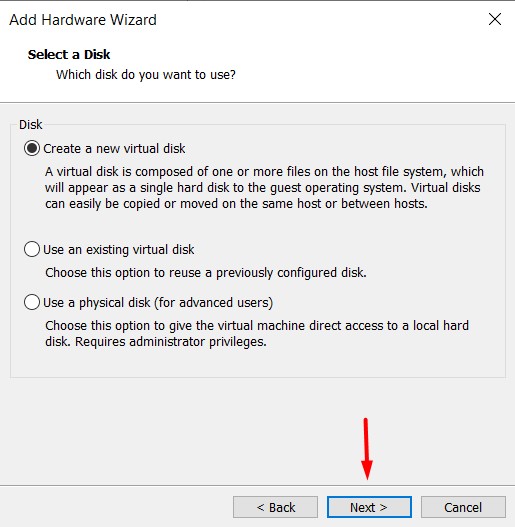 Add Hardware Wizard
Select a Disk
Which disk do you want to use?
Disk
Create a new virtual disk
A virtual disk is composed of one or more files on the host file system, which
will appear as a single hard disk to the guest operating system. Virtual disks
can easily be copied or moved on the same host or between hosts.
Use an existing virtual disk
Choose this option to reuse a previously configured disk.
Use a physical disk (for advanced users)
Choose this option to give the virtual machine direct access to a local hard
disk. Requires administrator privileges.
< Back Next > Cancel